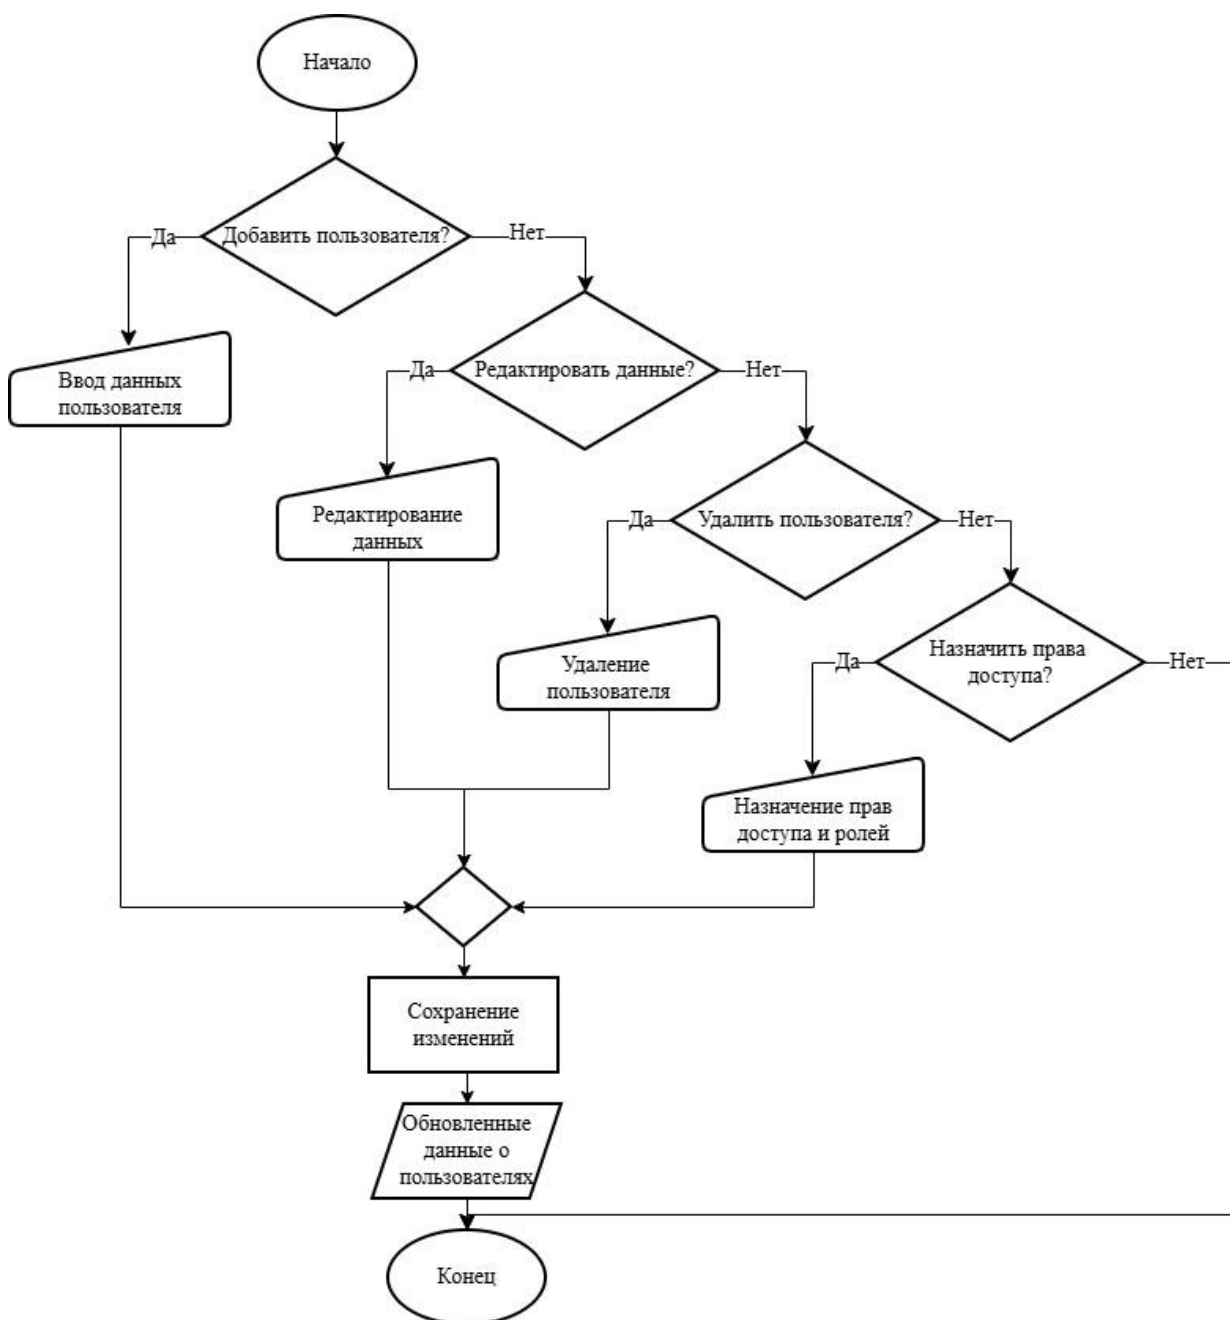 Начало
Добавить пользователя?
Да
Нет
Ввод данных
пользователя
Редактировать данные?
Да
Нет
Редактирование
данных
Удалить пользователя?
Да
Нет
Удаление
пользователя
Назначить права
доступа?
Да
Нет
Назначение прав
доступа и ролей
Сохранение
изменений
Обновленные
данные о
пользователях
Конец